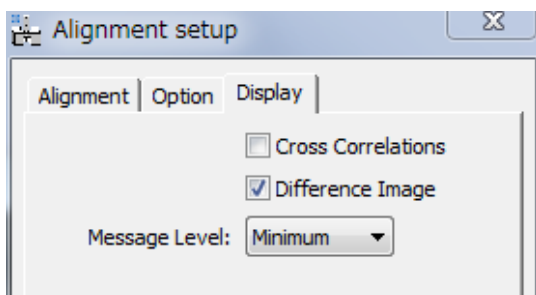 Alignment setup
Alignment Option Display
Cross Correlations
Difference Image
Message Level: Minimum